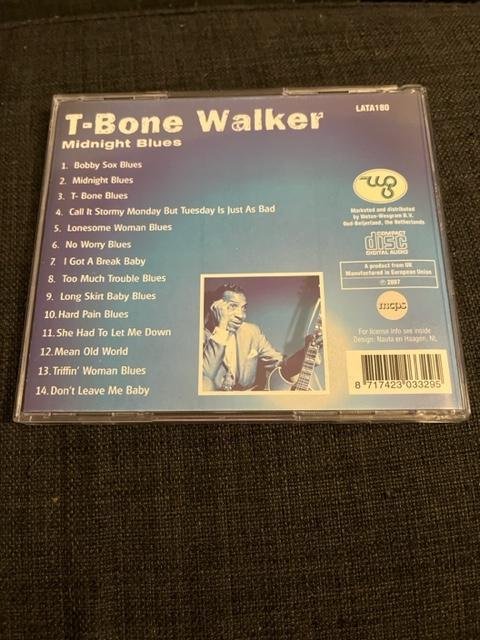 LATA180
T-Bone Walker
Midnight Blues
1. Bobby Sox Blues
2. Midnight Blues
3. T- Bone Blues
4. Call It Stormy Monday But Tuesday Is Just As Bad
5. Lonesome Woman Blues
6. No Worry Blues
7. I Got A Break Baby
8. Too Much Trouble Blues
9. Long Skirt Baby Blues
10. Hard Pain Blues
11. She Had To Let Me Down
12. Mean Old World
13. Triffin' Woman Blues
14. Don't Leave Me Baby
wg
Marketed and distributed
by Weton-Wesgram B.V.
Oud-Beijerland, the Netherlands
COMPACT
disc
DIGITAL AUDIO
A product from UK
Manufactured in European Union
℗ 2007
mcps
For license info see inside
Design: Nauta en Haagen, NL
8 717423 033295